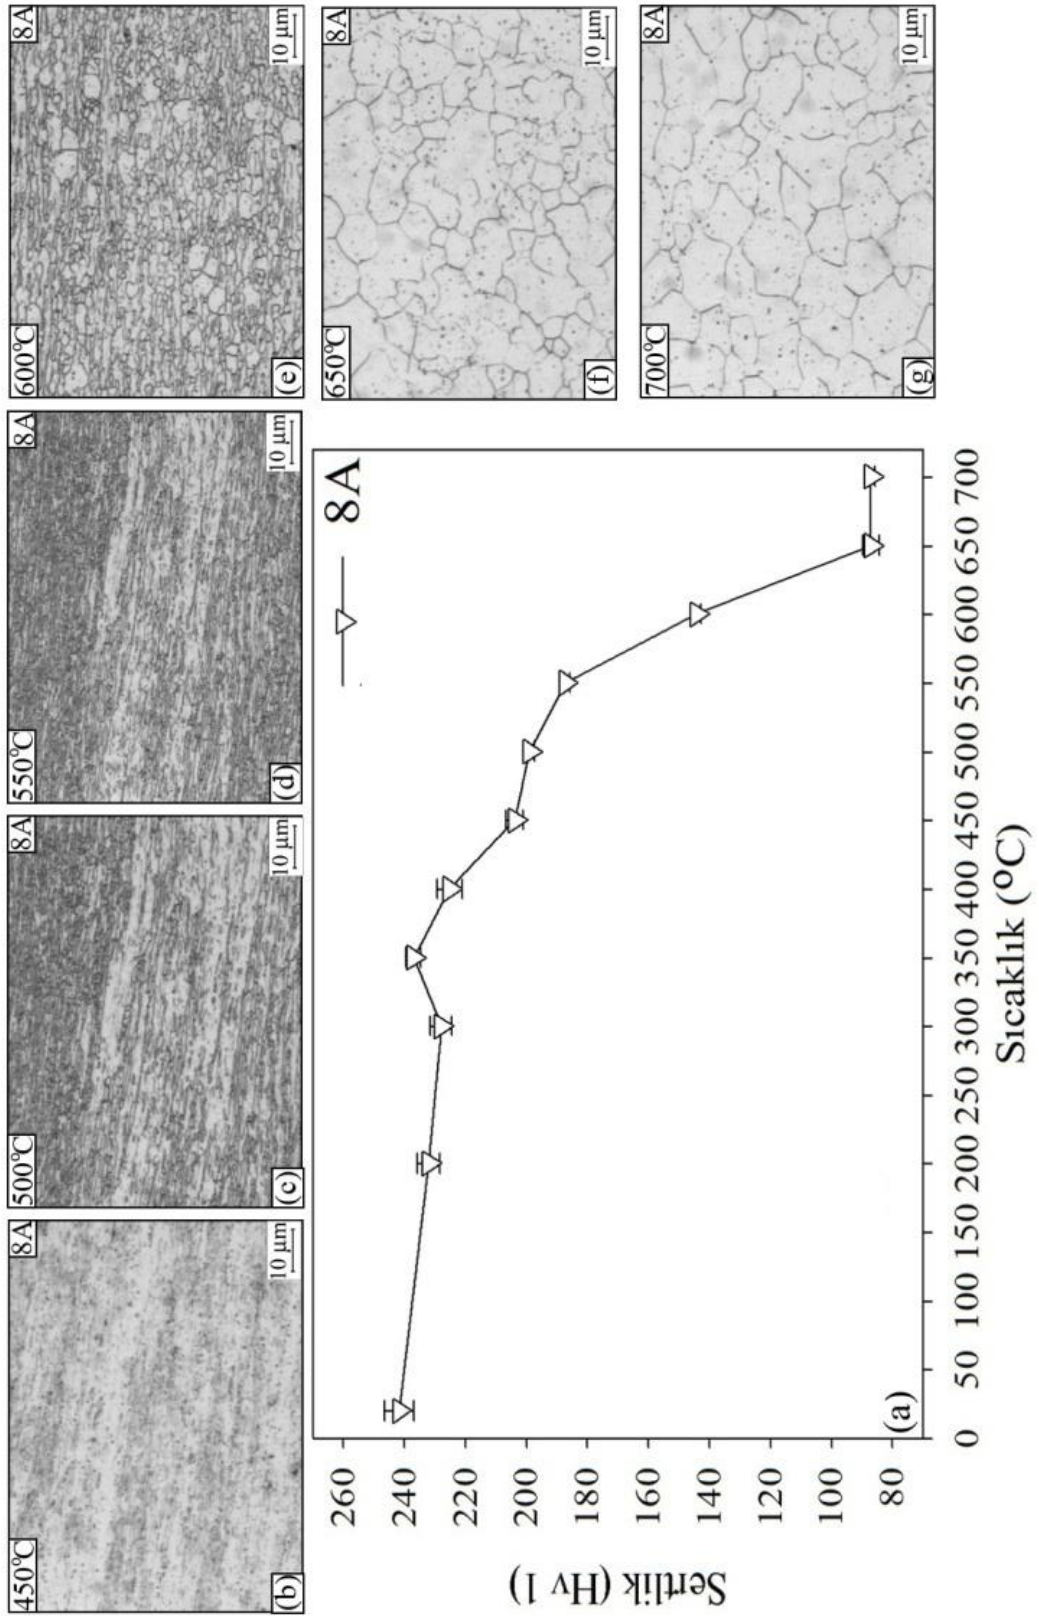 450℃
8A
(b)
10 µm
500℃
8A
(c)
10 µm
550℃
8A
(d)
10 µm
600℃
8A
(e)
10 µm
650℃
8A
(f)
10 µm
700℃
8A
(g)
10 µm
8A
260
240
220
200
180
160
140
120
100
80
Sertlik (Hv 1)
(a)
0 50 100 150 200 250 300 350 400 450 500 550 600 650 700
Sıcaklık (⁰C)